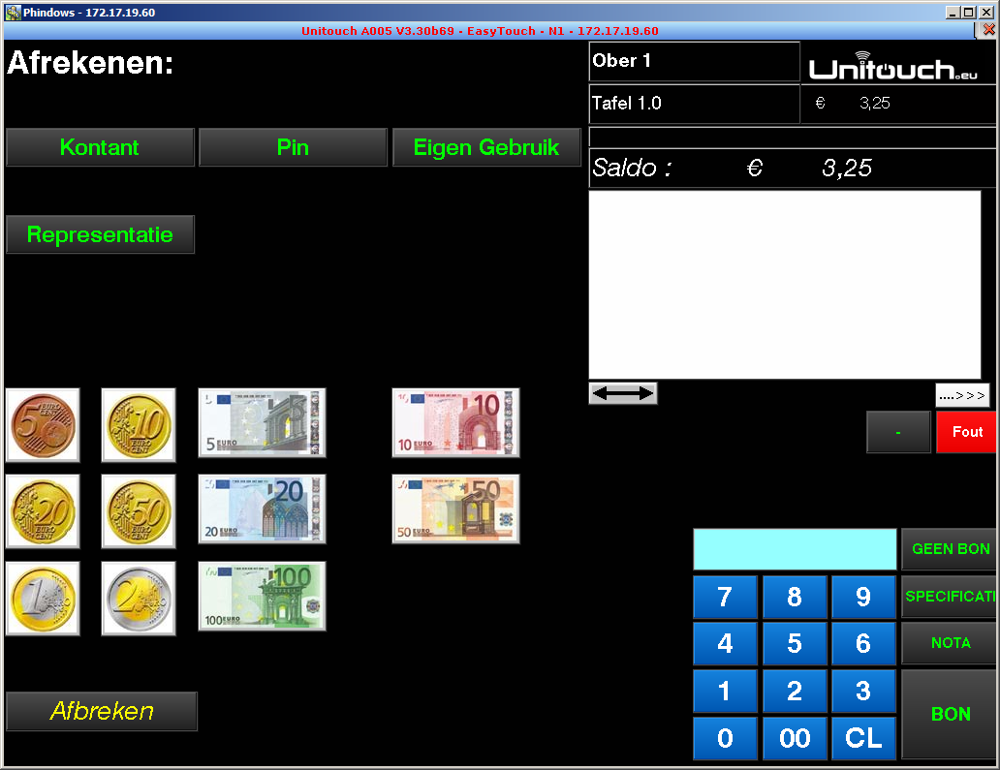 Phindows - 172.17.19.60
Unitouch A005 V3.30b69 - EasyTouch - N1 - 172.17.19.60
Afrekenen:
Ober 1
Unitouch.eu
Tafel 1.0
€ 3,25
Kontant
Pin
Eigen Gebruik
Saldo : € 3,25
Representatie
5 EURO CENT
10 EURO CENT
5 EURO
10
10 EURO
....>>>
-
Fout
20 EURO CENT
50 EURO CENT
20
20 EURO
50
50 EURO
GEEN BON
1 EURO
2 EURO
100
100 EURO
7
8
9
SPECIFICATI
4
5
6
NOTA
1
2
3
Afbreken
BON
0
00
CL